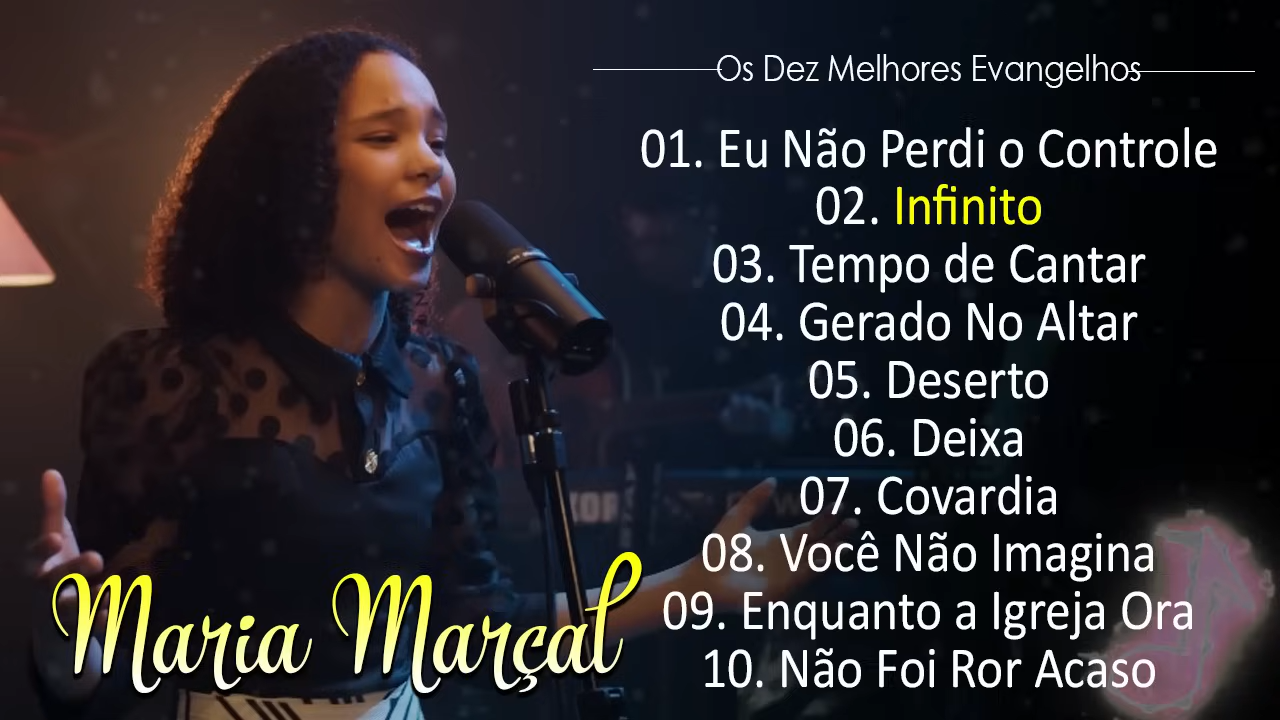 Os Dez Melhores Evangelhos
01. Eu Não Perdi o Controle
02. Infinito
03. Tempo de Cantar
04. Gerado No Altar
05. Deserto
06. Deixa
07. Covardia
08. Você Não Imagina
09. Enquanto a Igreja Ora
10. Não Foi Ror Acaso
Maria Marçal
KOR